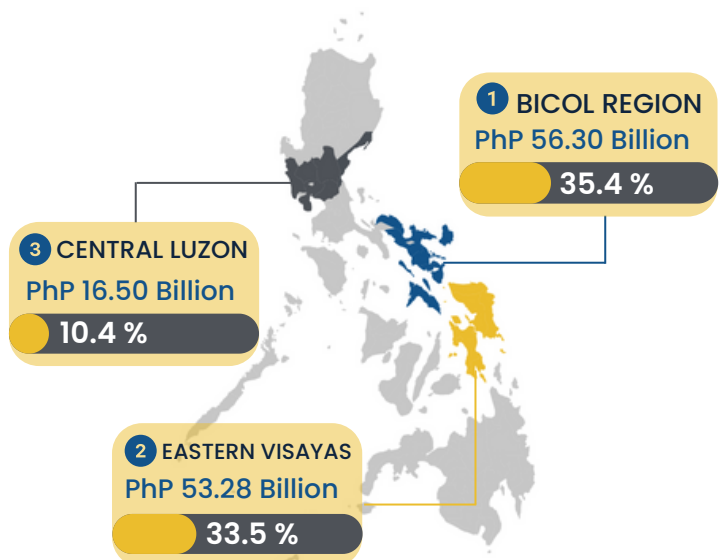 1 BICOL REGION
PhP 56.30 Billion
35.4 %
3 CENTRAL LUZON
PhP 16.50 Billion
10.4 %
2 EASTERN VISAYAS
PhP 53.28 Billion
33.5 %